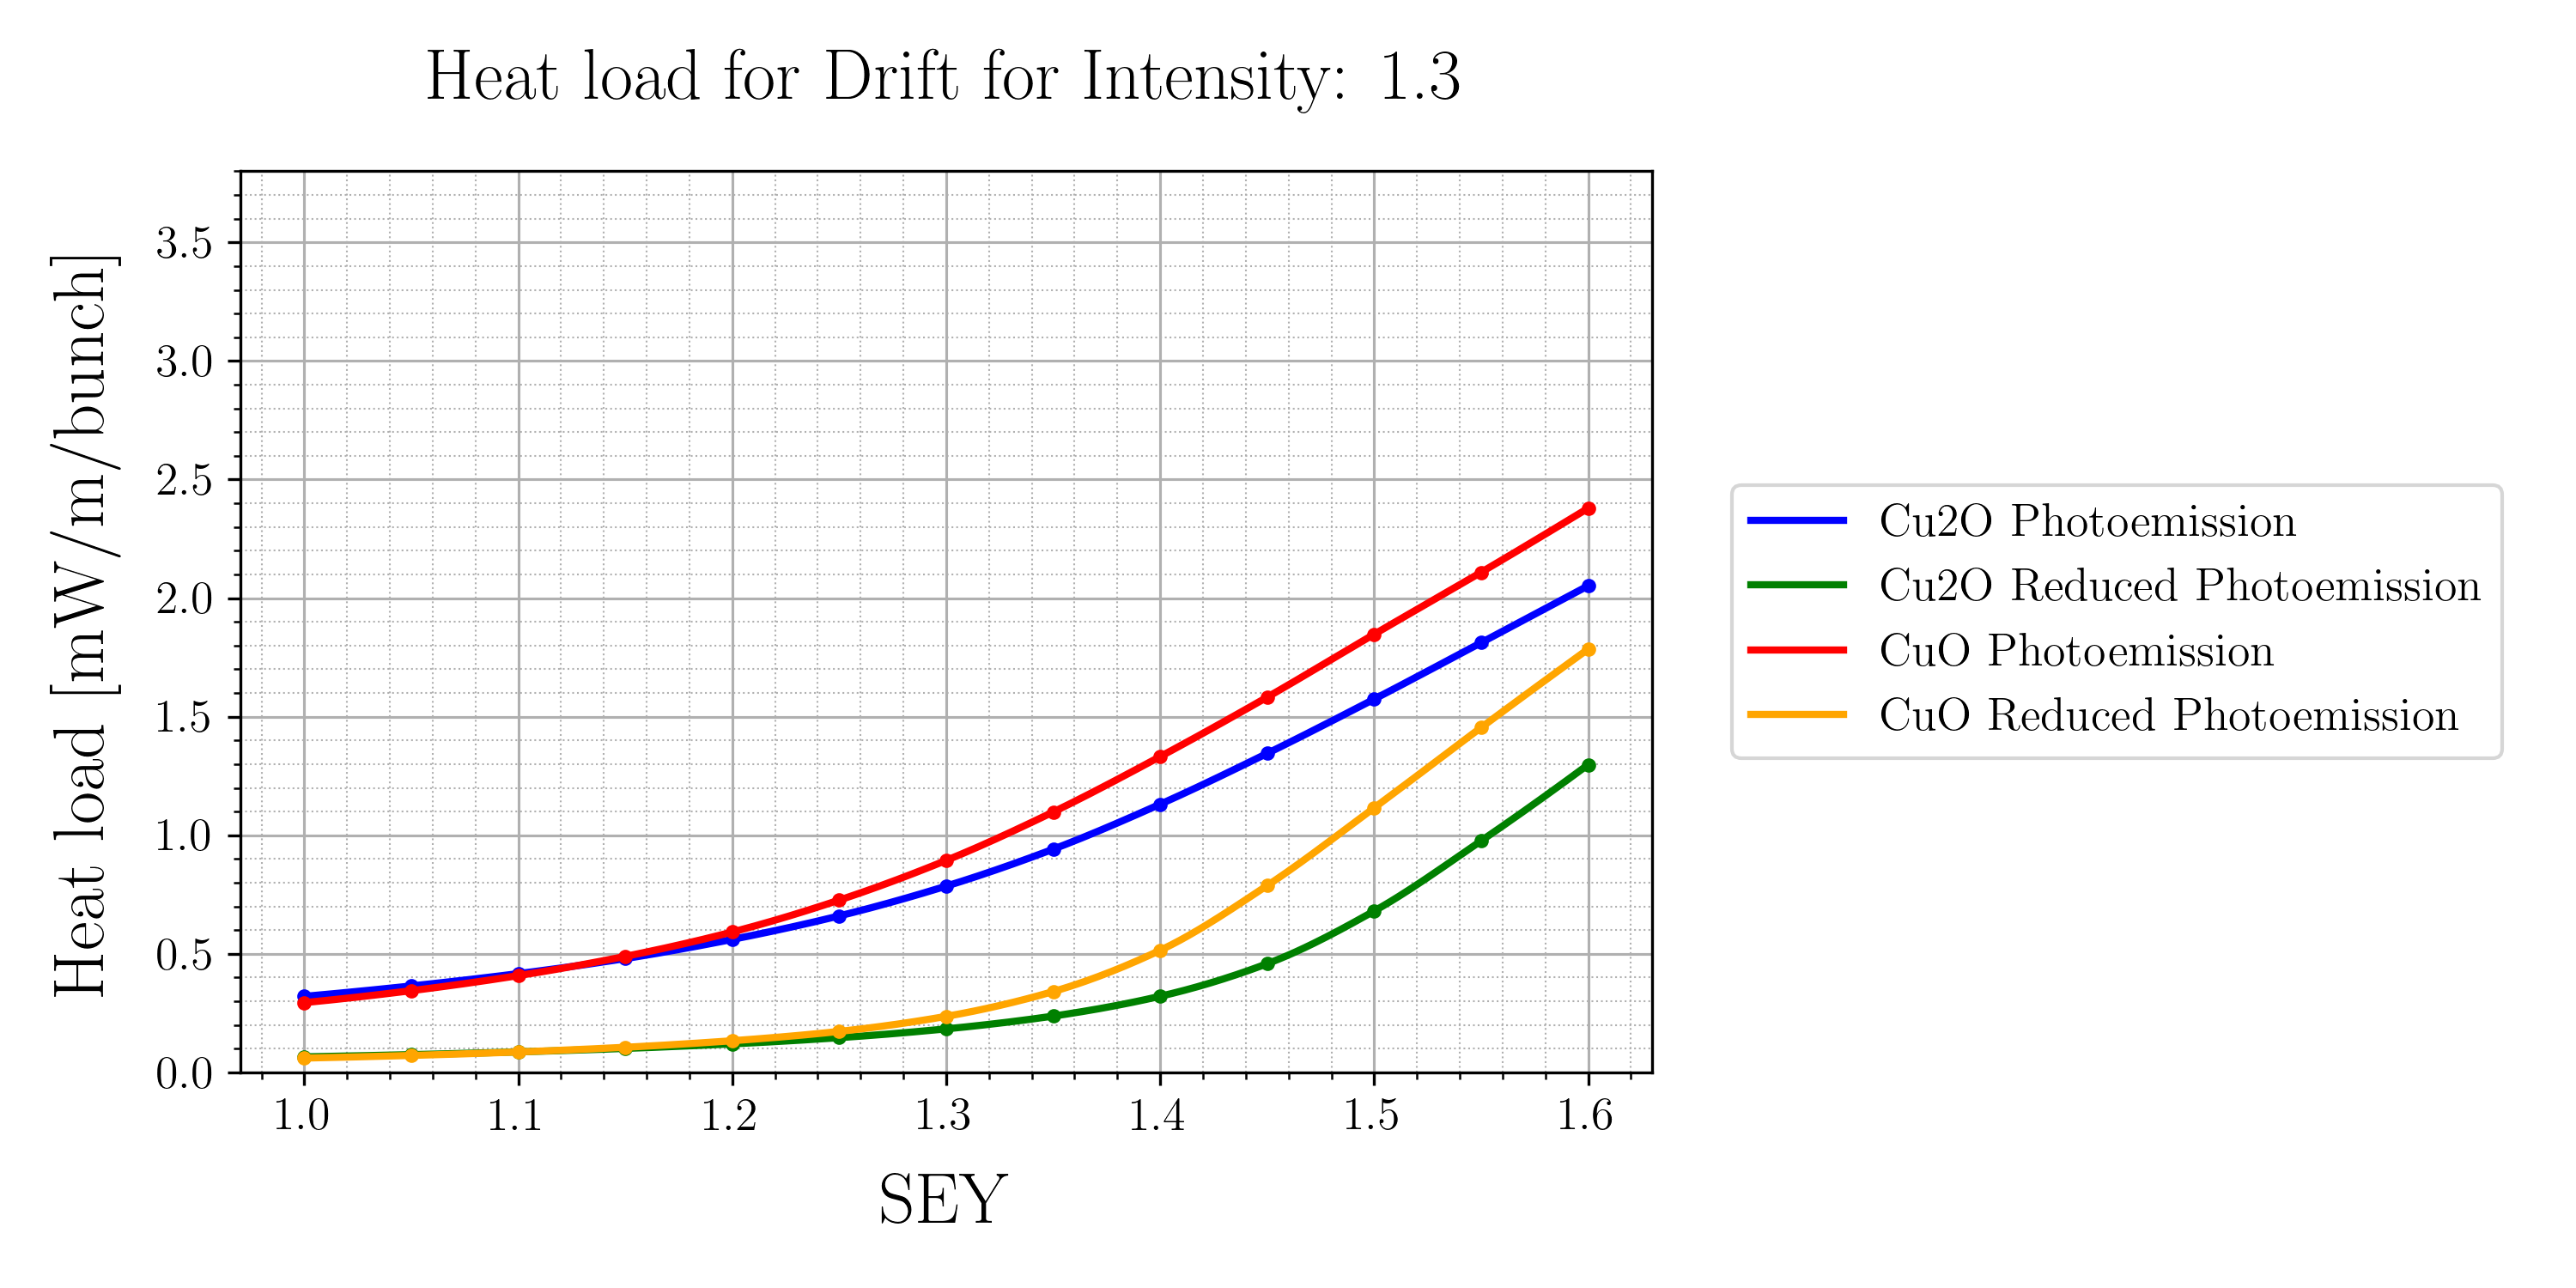 Heat load for Drift for Intensity: 1.3
Heat load [mW/m/bunch]
3.5
3.0
2.5
2.0
1.5
1.0
0.5
0.0
1.0 1.1 1.2 1.3 1.4 1.5 1.6
SEY
Cu2O Photoemission
Cu2O Reduced Photoemission
CuO Photoemission
CuO Reduced Photoemission